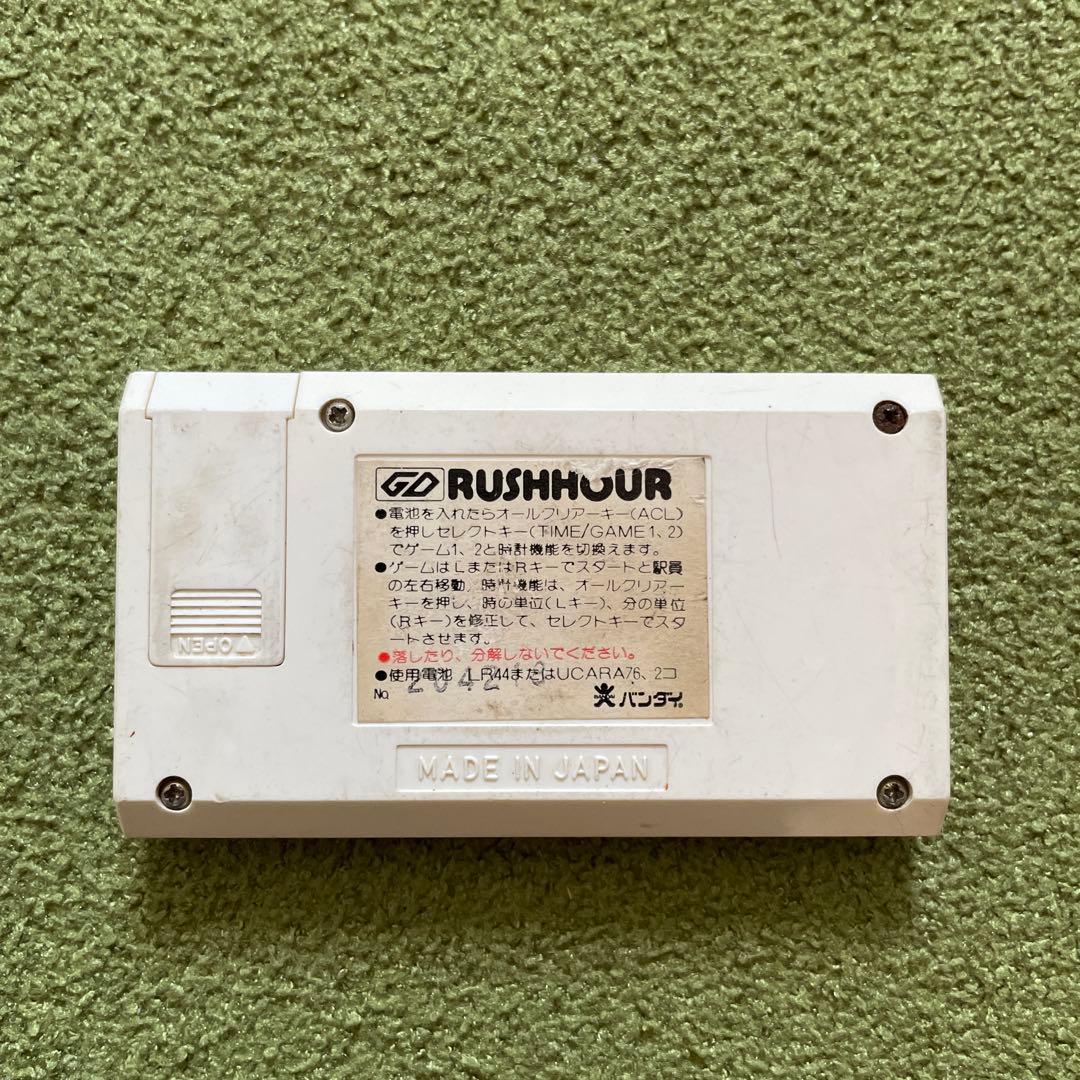 GD RUSHHOUR
●電池を入れたらオールクリアーキー(ACL)
を押しセレクトキー(TIME/GAME1、2)
でゲーム1、2と時計機能を切換えます。
●ゲームはLまたはRキーでスタートと駅員
の左右移動、時計機能は、オールクリアー
キーを押し、時の単位(Lキー)、分の単位
(Rキー)を修正して、セレクトキーでスタ
ートさせます。
●落したり、分解しないでください。
●使用電池 LR44またはUCARA76、2コ
No. 204210
バンダイ
OPEN
MADE IN JAPAN